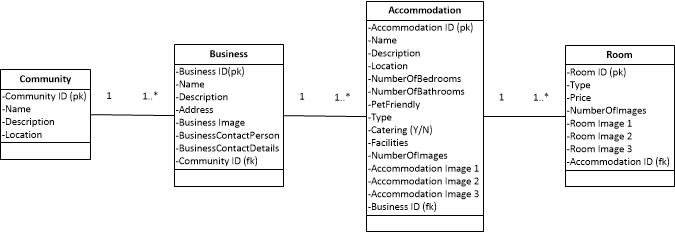 Community
-Community ID (pk)
-Name
-Description
-Location
1
1..*
Business
-Business ID(pk)
-Name
-Description
-Address
-Business Image
-BusinessContactPerson
-BusinessContactDetails
-Community ID (fk)
1
1..*
Accommodation
-Accommodation ID (pk)
-Name
-Description
-Location
-NumberOfBedrooms
-NumberOfBathrooms
-PetFriendly
-Type
-Catering (Y/N)
-Facilities
-NumberOfImages
-Accommodation Image 1
-Accommodation Image 2
-Accommodation Image 3
-Business ID (fk)
1
1..*
Room
-Room ID (pk)
-Type
-Price
-NumberOfImages
-Room Image 1
-Room Image 2
-Room Image 3
-Accommodation ID (fk)